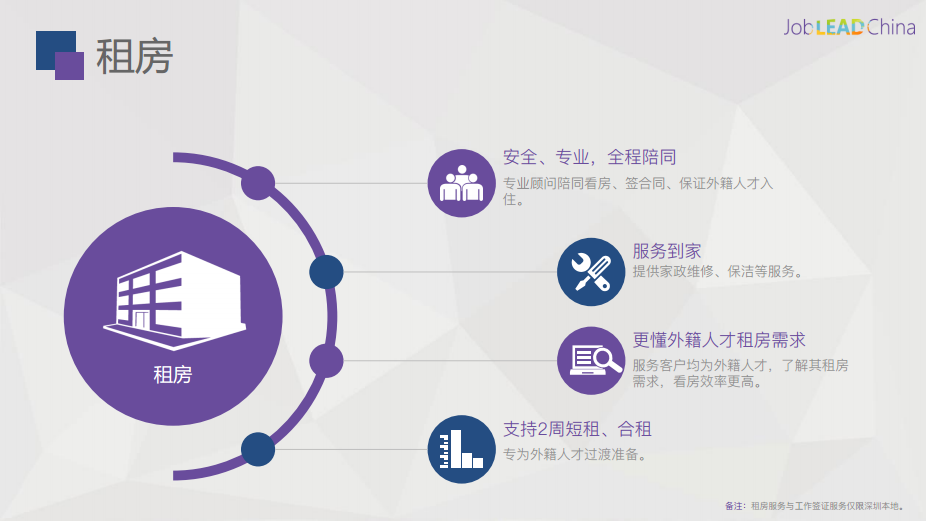 租房
JobLEADChina
安全、专业，全程陪同
专业顾问陪同看房、签合同、保证外籍人才入
住。
服务到家
提供家政维修、保洁等服务。
更懂外籍人才租房需求
服务客户均为外籍人才，了解其租房
需求，看房效率更高。
租房
支持2周短租、合租
专为外籍人才过渡准备。
备注：租房服务与工作签证服务仅限深圳本地。